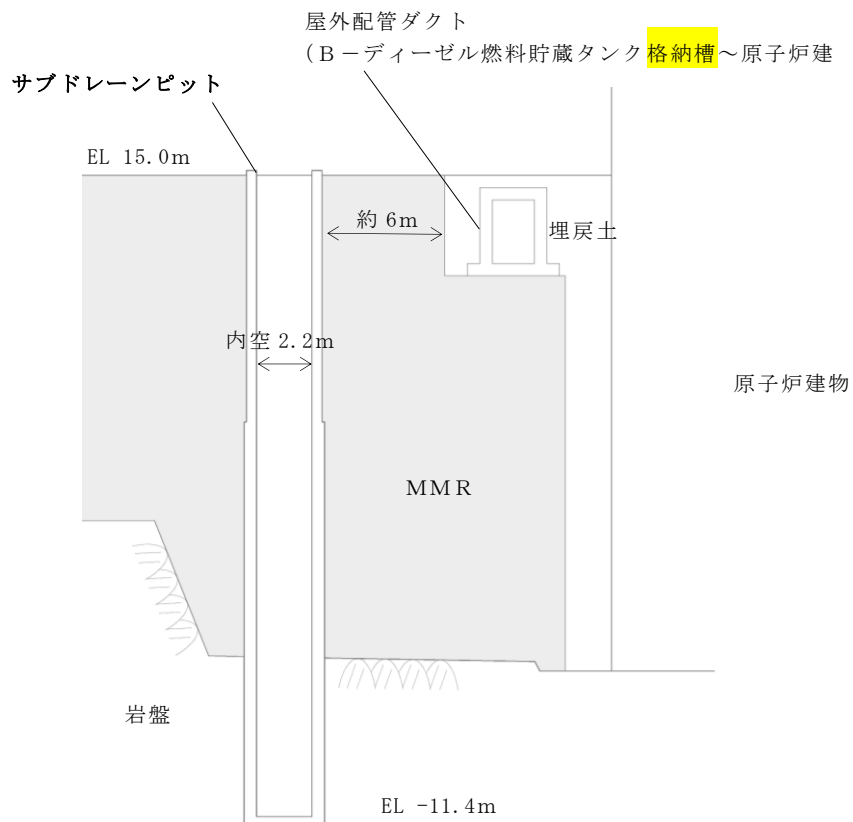 屋外配管ダクト
(B-ディーゼル燃料貯蔵タンク格納槽～原子炉建
サブドレーンピット
EL 15.0m
約 6m
埋戻土
内空 2.2m
原子炉建物
MMR
岩盤
EL -11.4m